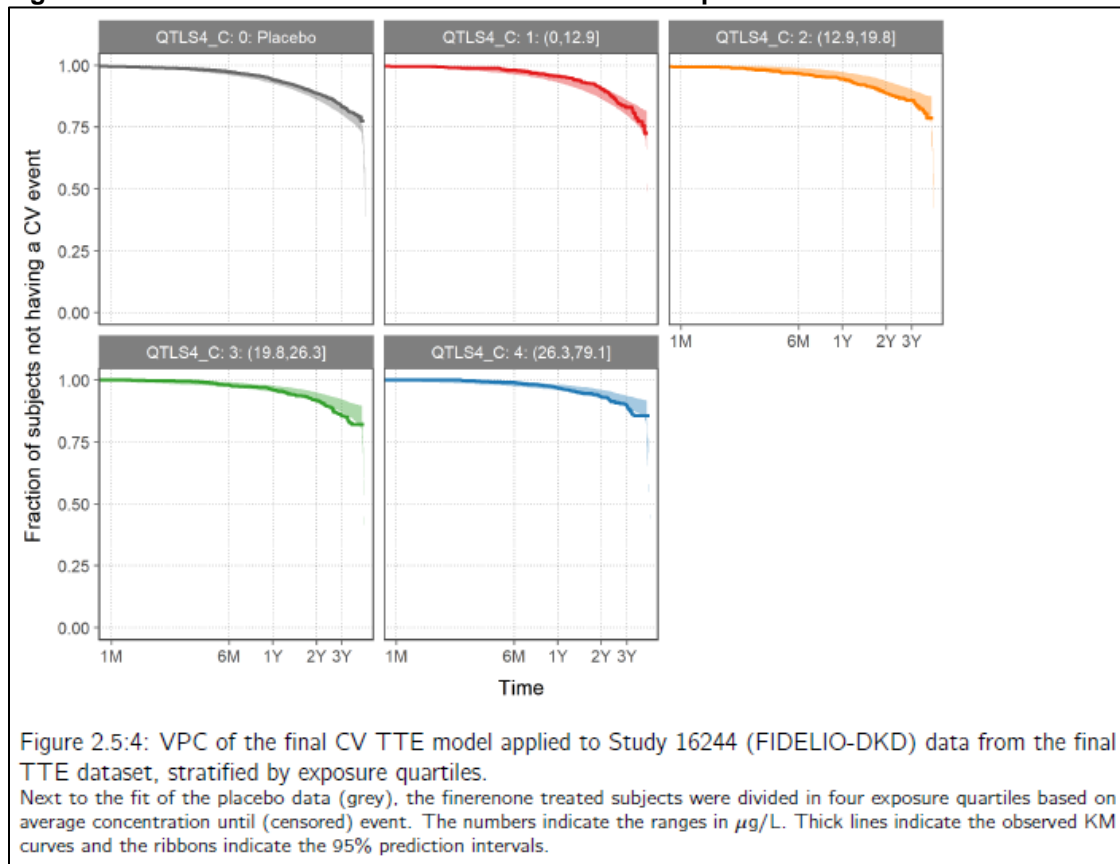 QTLS4_C: 0: Placebo
QTLS4_C: 1: (0,12.9]
QTLS4_C: 2: (12.9,19.8]
1.00
0.75
0.50
0.25
0.00
1M
6M
1Y
2Y
3Y
QTLS4_C: 3: (19.8,26.3]
QTLS4_C: 4: (26.3,79.1]
1.00
0.75
0.50
0.25
0.00
1M
6M
1Y
2Y
3Y
1M
6M
1Y
2Y
3Y
Fraction of subjects not having a CV event
Time
Figure 2.5:4: VPC of the final CV TTE model applied to Study 16244 (FIDELIO-DKD) data from the final
TTE dataset, stratified by exposure quartiles.
Next to the fit of the placebo data (grey), the finerenone treated subjects were divided in four exposure quartiles based on
average concentration until (censored) event. The numbers indicate the ranges in μg/L. Thick lines indicate the observed KM
curves and the ribbons indicate the 95% prediction intervals.